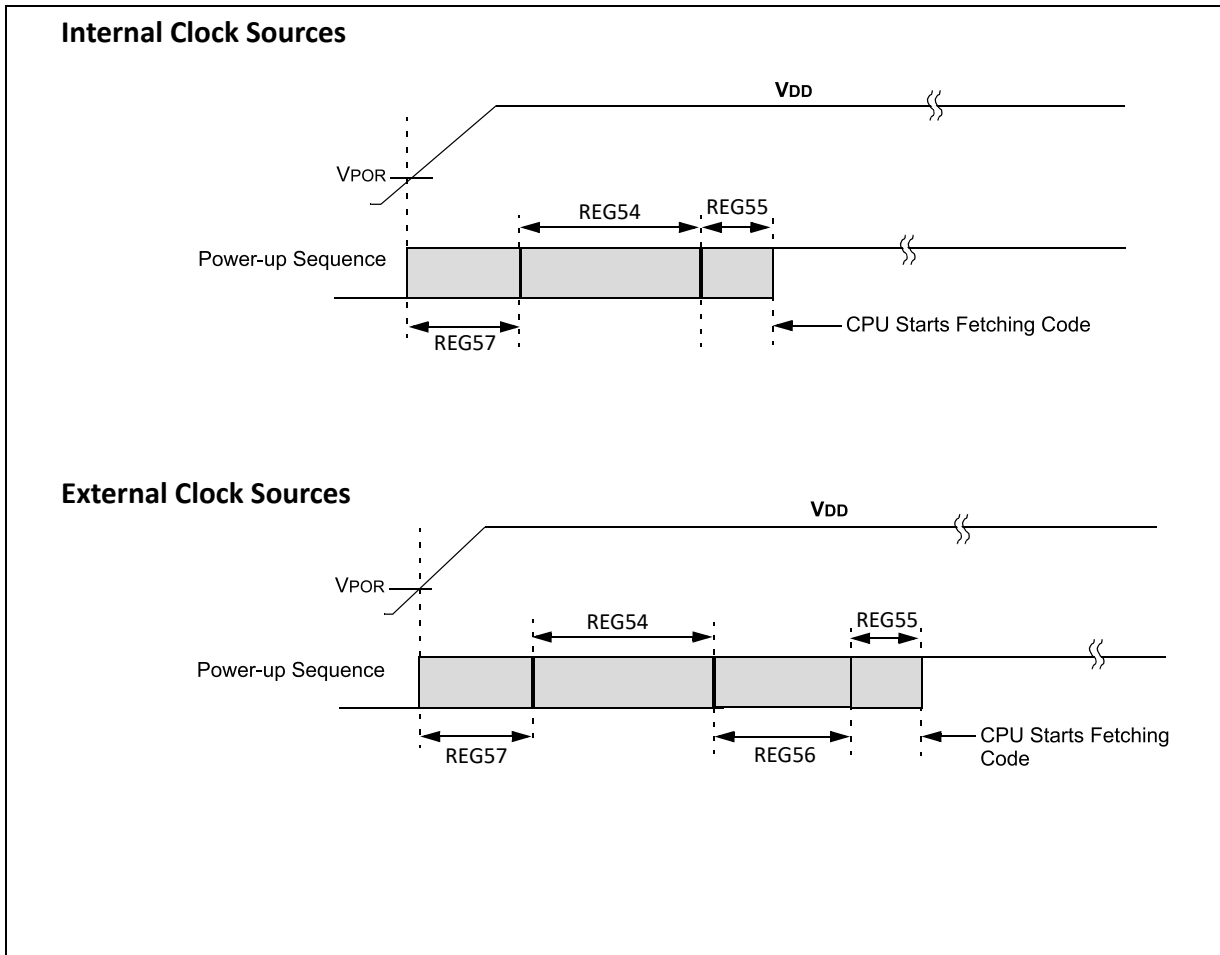 Internal Clock Sources
VDD
VPOR
REG54
REG55
Power-up Sequence
CPU Starts Fetching Code
REG57
External Clock Sources
VDD
VPOR
REG54
REG55
Power-up Sequence
REG57
REG56
CPU Starts Fetching
Code